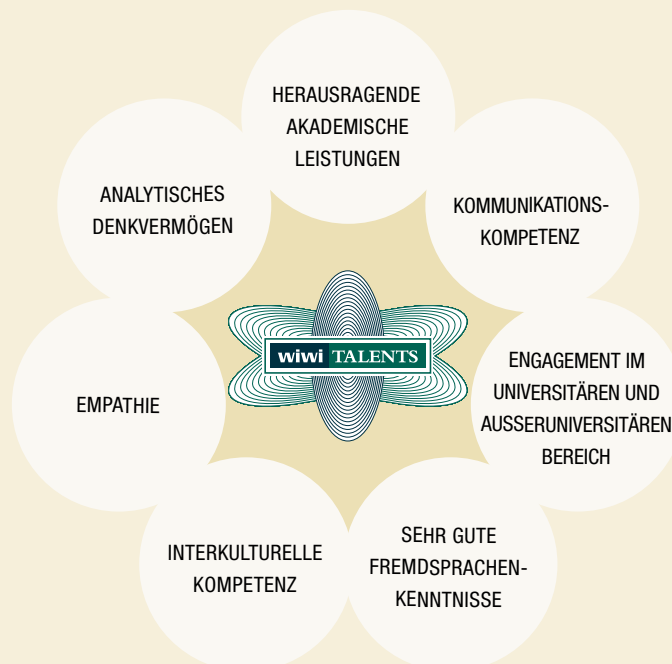 HERAUSRAGENDE
AKADEMISCHE
LEISTUNGEN
KOMMUNIKATIONS-
KOMPETENZ
ENGAGEMENT IM
UNIVERSITÄREN UND
AUSSERUNIVERSITÄREN
BEREICH
SEHR GUTE
FREMDSPRACHEN-
KENNTNISSE
INTERKULTURELLE
KOMPETENZ
EMPATHIE
ANALYTISCHES
DENKVERMÖGEN
wiwi TALENTS